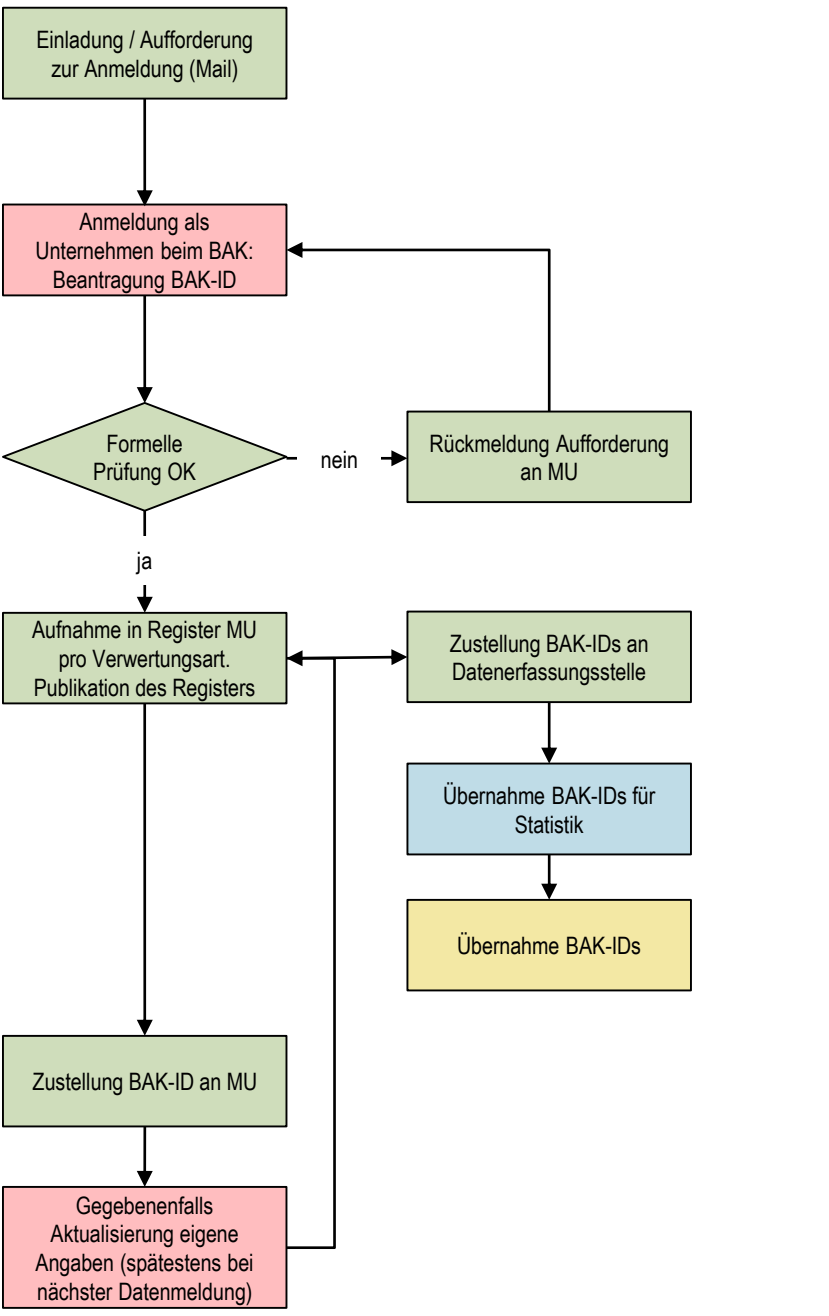 Einladung / Aufforderung
zur Anmeldung (Mail)
Anmeldung als
Unternehmen beim BAK:
Beantragung BAK-ID
Formelle
Prüfung OK
nein
Rückmeldung Aufforderung
an MU
ja
Aufnahme in Register MU
pro Verwertungsart.
Publikation des Registers
Zustellung BAK-IDs an
Datenerfassungsstelle
Übernahme BAK-IDs für
Statistik
Übernahme BAK-IDs
Zustellung BAK-ID an MU
Gegebenenfalls
Aktualisierung eigene
Angaben (spätestens bei
nächster Datenmeldung)